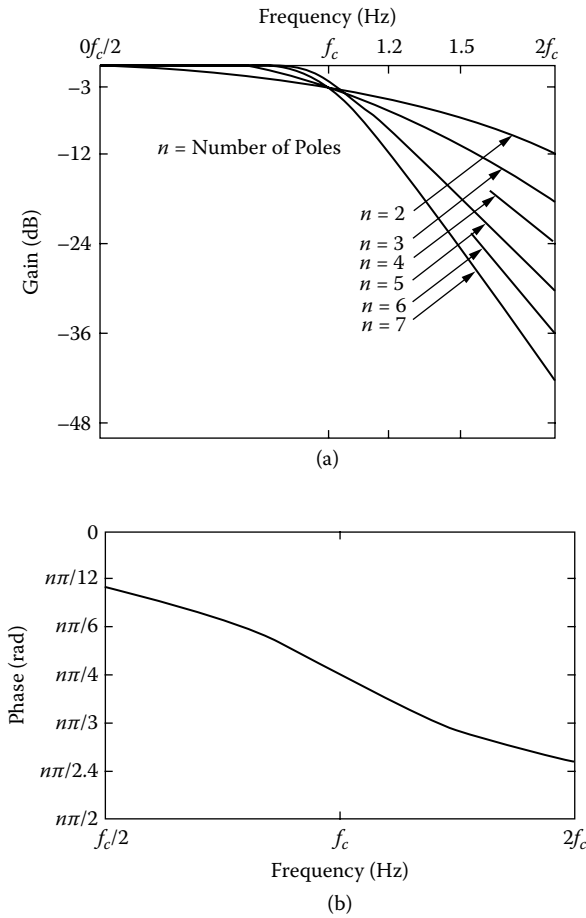 Frequency (Hz)
0f_c/2 f_c 1.2 1.5 2f_c
−3
−12
−24
−36
−48
Gain (dB)
n = Number of Poles
n = 2
n = 3
n = 4
n = 5
n = 6
n = 7
(a)
0
nπ/12
nπ/6
nπ/4
nπ/3
nπ/2.4
nπ/2
Phase (rad)
f_c/2 f_c 2f_c
Frequency (Hz)
(b)